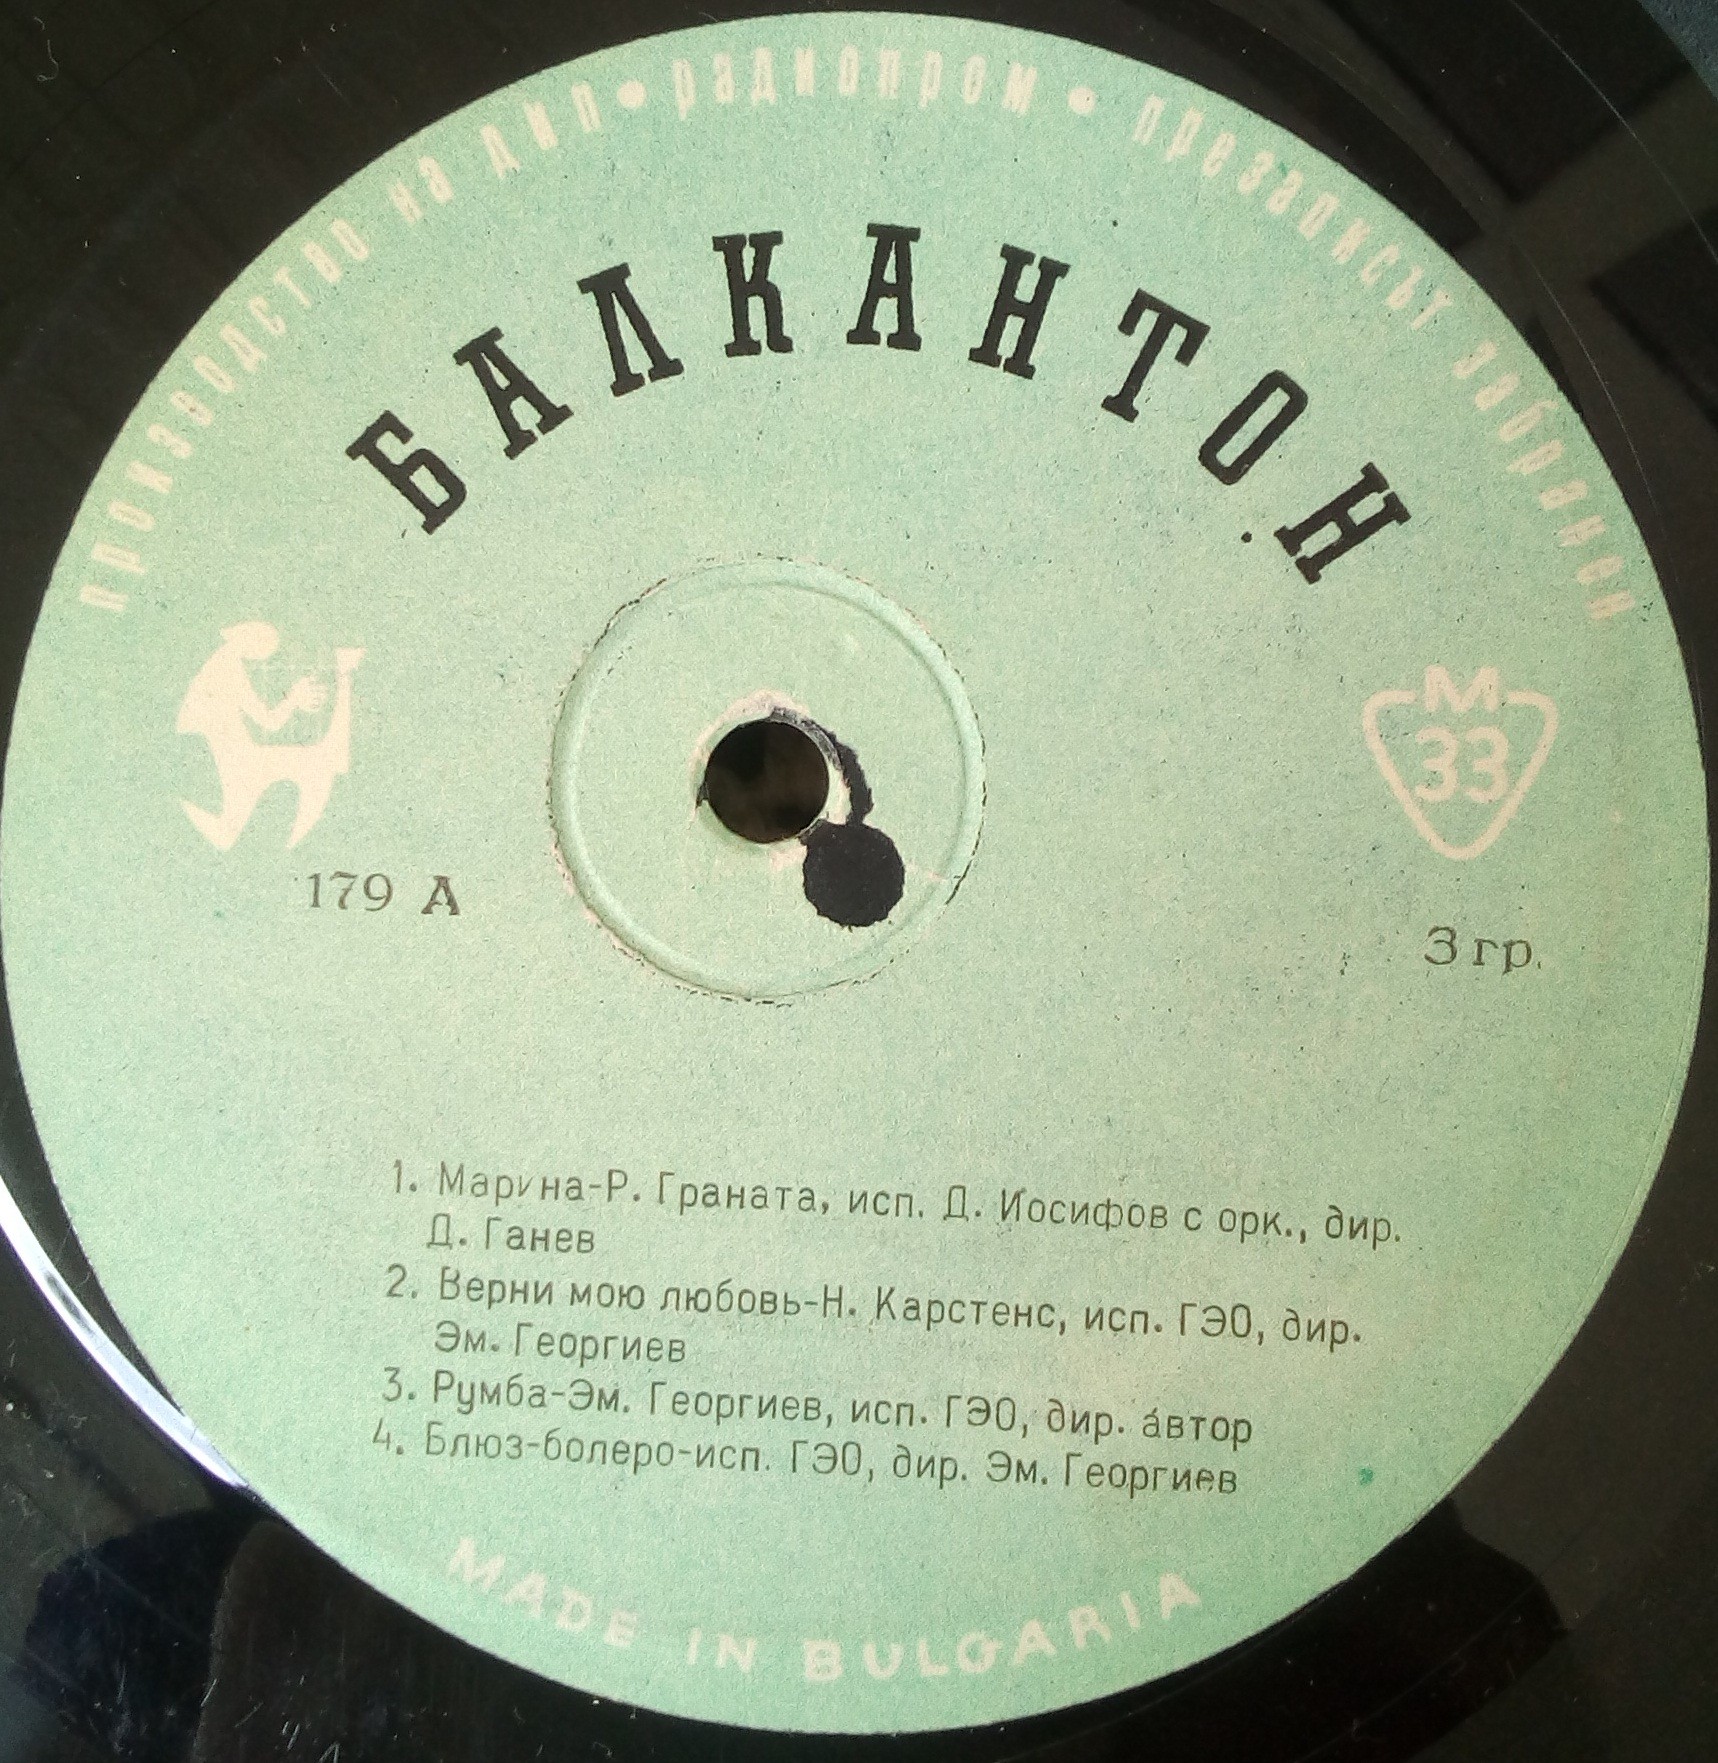 производство на дип • радиопром • презаписът забранен
БАЛКАНТОН
М
33
179 А
3 гр.
1. Марина-Р. Граната, исп. Д. Иосифов с орк., дир.
Д. Ганев
2. Верни мою любовь-Н. Карстенс, исп. ГЭО, дир.
Эм. Георгиев
3. Румба-Эм. Георгиев, исп. ГЭО, дир. автор
4. Блюз-болеро-исп. ГЭО, дир. Эм. Георгиев
MADE IN BULGARIA